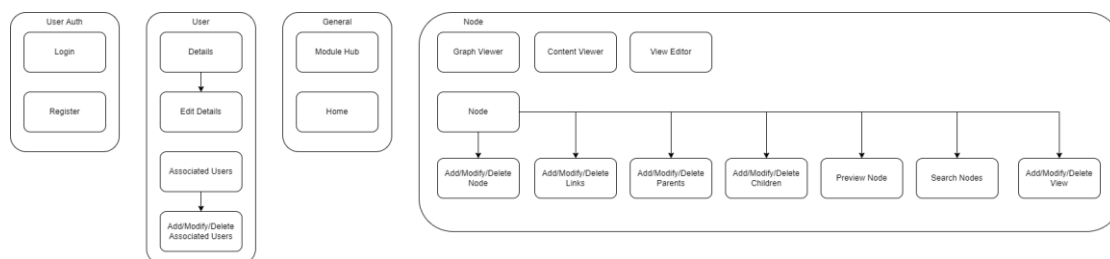 User Auth
Login
Register
User
Details
Edit Details
Associated Users
Add/Modify/Delete
Associated Users
General
Module Hub
Home
Node
Graph Viewer
Content Viewer
View Editor
Node
Add/Modify/Delete
Node
Add/Modify/Delete
Links
Add/Modify/Delete
Parents
Add/Modify/Delete
Children
Preview Node
Search Nodes
Add/Modify/Delete
View